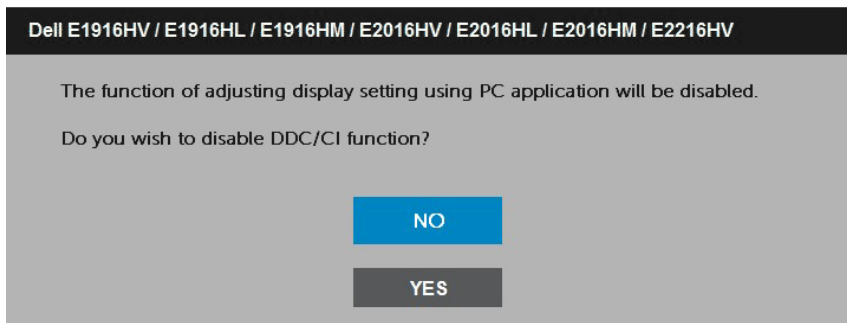 Dell E1916HV / E1916HL / E1916HM / E2016HV / E2016HL / E2016HM / E2216HV
The function of adjusting display setting using PC application will be disabled.
Do you wish to disable DDC/CI function?
NO
YES